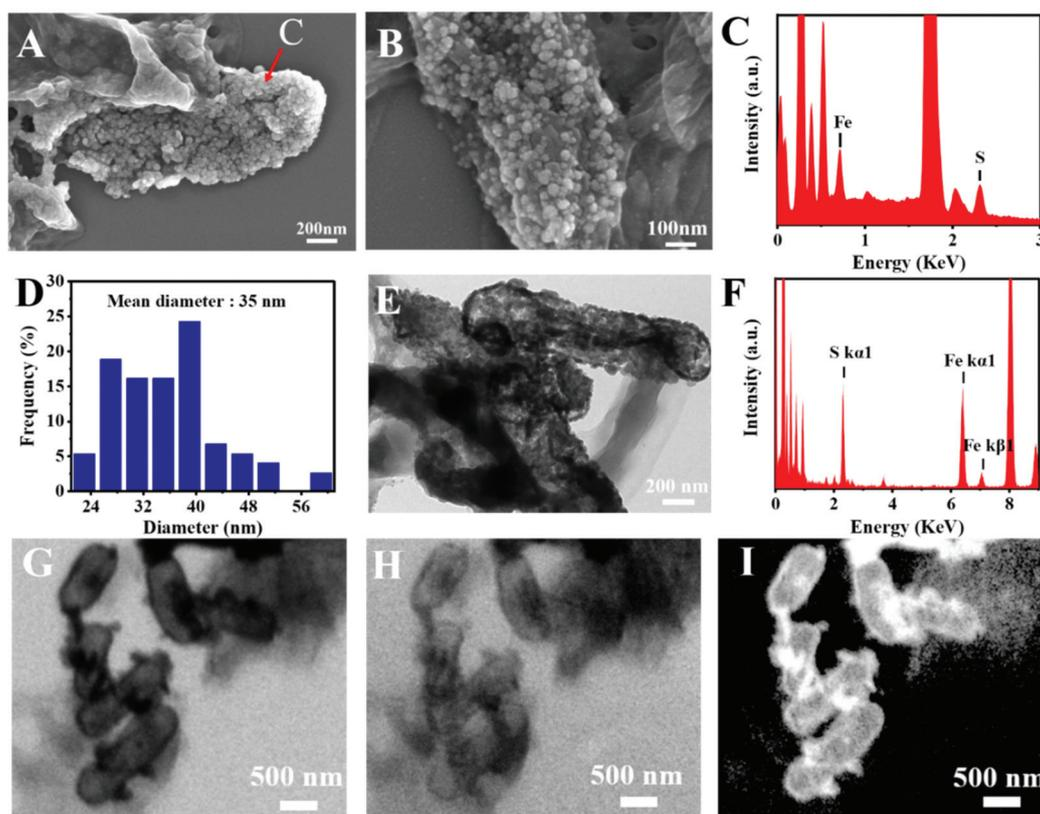 A
C
200nm
B
100nm
C
Fe
S
Intensity (a.u.)
0 1 2 3
Energy (KeV)
D
Mean diameter : 35 nm
Frequency (%)
30
25
20
15
10
5
0
24 32 40 48 56
Diameter (nm)
E
200 nm
F
S kα1
Fe kα1
Fe kβ1
Intensity (a.u.)
0 2 4 6 8
Energy (KeV)
G
500 nm
H
I
500 nm